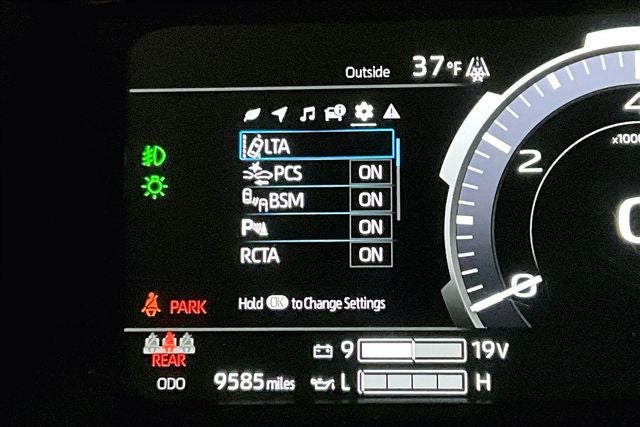 Outside 37°F
LTA
PCS ON
BSM ON
P ON
RCTA ON
Hold OK to Change Settings
PARK
REAR
ODO 9585 miles
9 19V
L H
2
0
x1000